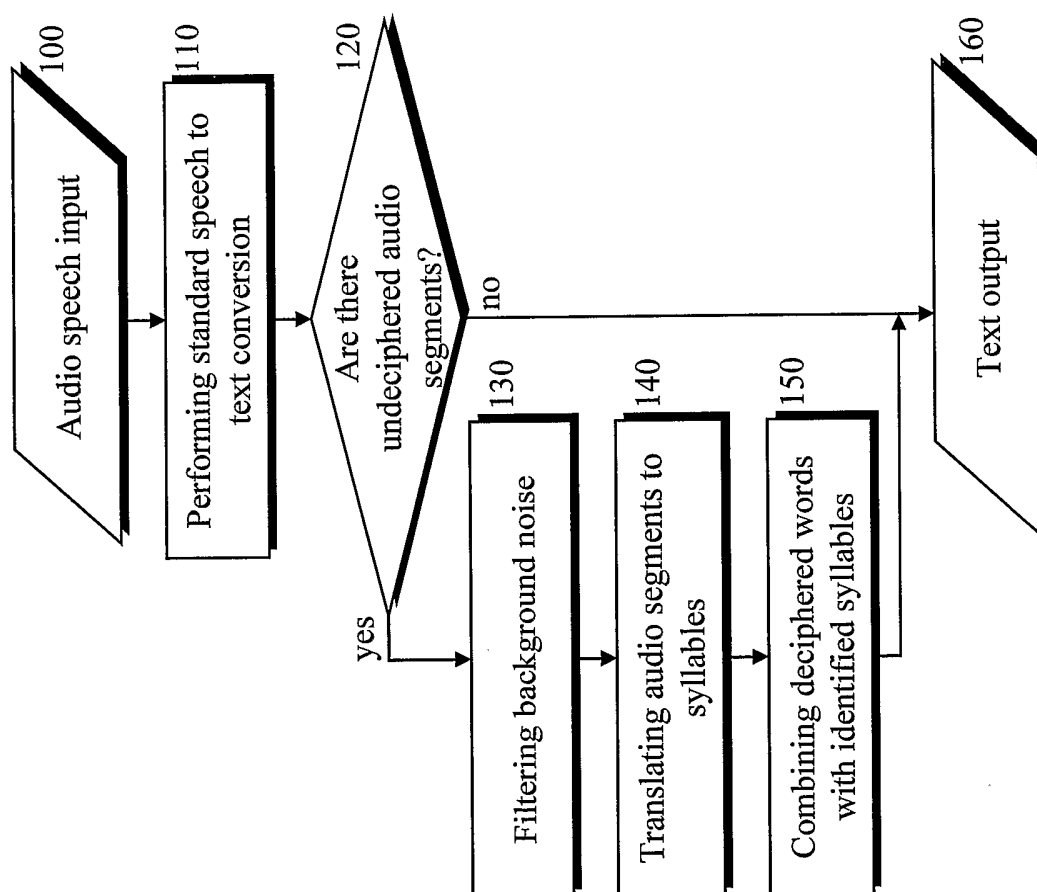 100
Audio speech input
110
Performing standard speech to
text conversion
120
Are there
undeciphered audio
segments?
yes
no
130
Filtering background noise
140
Translating audio segments to
syllables
150
Combining deciphered words
with identified syllables
160
Text output